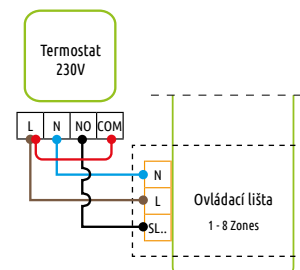 Termostat
230V
L N NO COM
N
L
SL..
Ovládací lišta
1 - 8 Zones